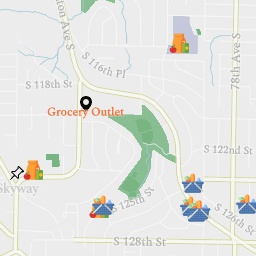 ton Ave S
S 116th Pl
78th Ave S
S 118th St
Grocery Outlet
S 122nd St
Skyway
S 125th St
S 126th St
S 128th St